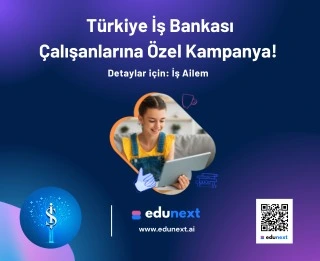 Türkiye İş Bankası
Çalışanlarına Özel Kampanya!
Detaylar için: İş Ailem
edunext
www.edunext.ai
edunext